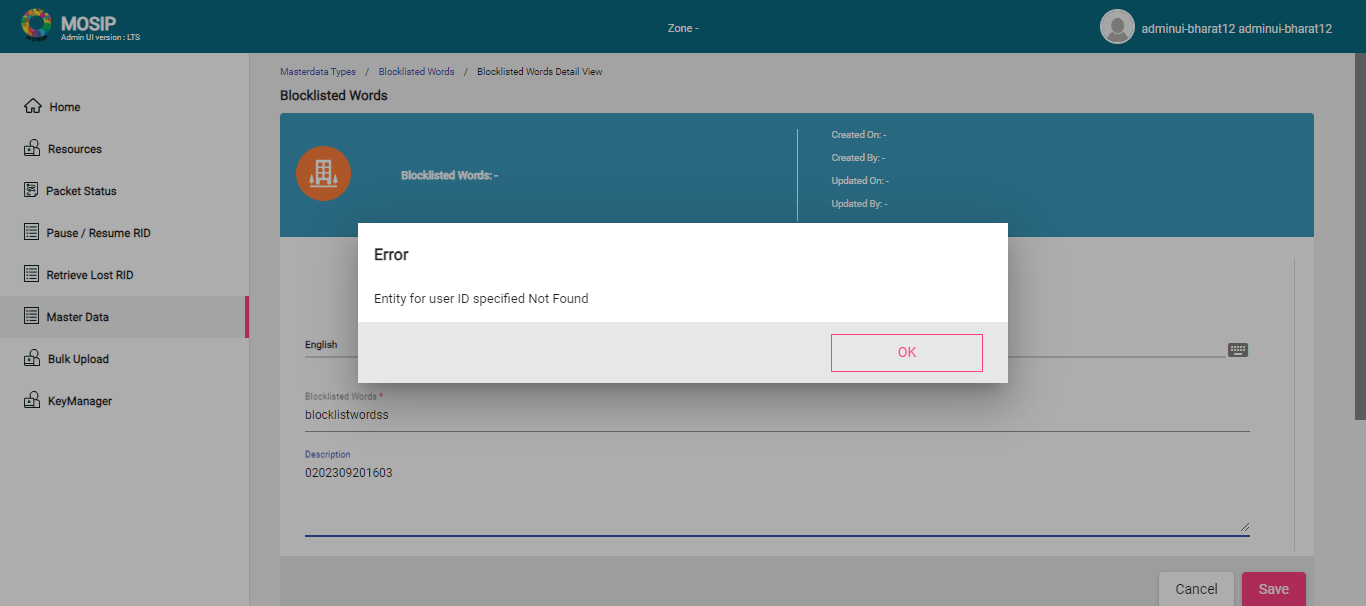 MOSIP
Admin UI version : LTS
Zone -
adminui-bharat12 adminui-bharat12
Home
Resources
Packet Status
Pause / Resume RID
Retrieve Lost RID
Master Data
Bulk Upload
KeyManager
Masterdata Types / Blocklisted Words / Blocklisted Words Detail View
Blocklisted Words
Blocklisted Words: -
Created On: -
Created By: -
Updated On: -
Updated By: -
Error
Entity for user ID specified Not Found
OK
English
Blocklisted Words *
blocklistwordss
Description
0202309201603
Cancel
Save